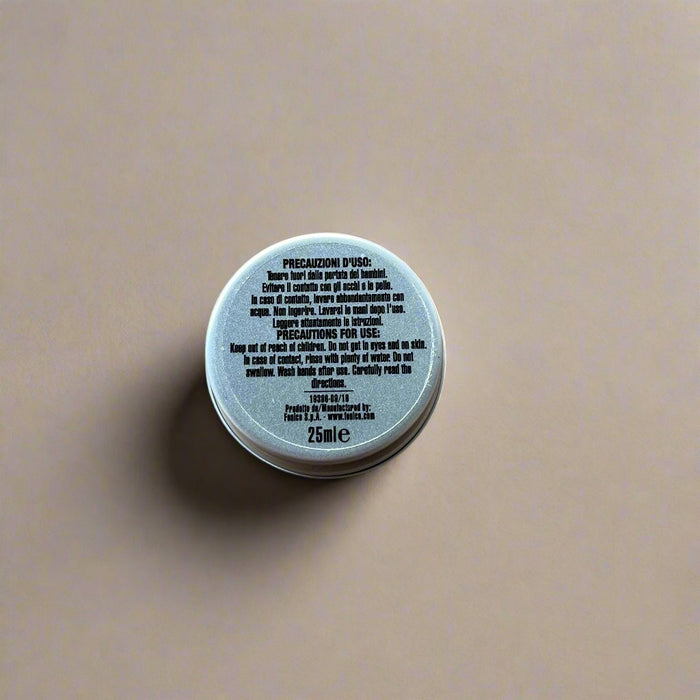 PRECAUZIONI D'USO:
Tenere fuori dalla portata dei bambini.
Evitare il contatto con gli occhi e la pelle.
In caso di contatto, lavare abbondantemente con
acqua. Non ingerire. Lavarsi le mani dopo l'uso.
Leggere attentamente le istruzioni.
PRECAUTIONS FOR USE:
Keep out of reach of children. Do not get in eyes and on skin.
In case of contact, rinse with plenty of water. Do not
swallow. Wash hands after use. Carefully read the
directions.
Prodotto da/Manufactured by:
S.p.A. -
25ml e